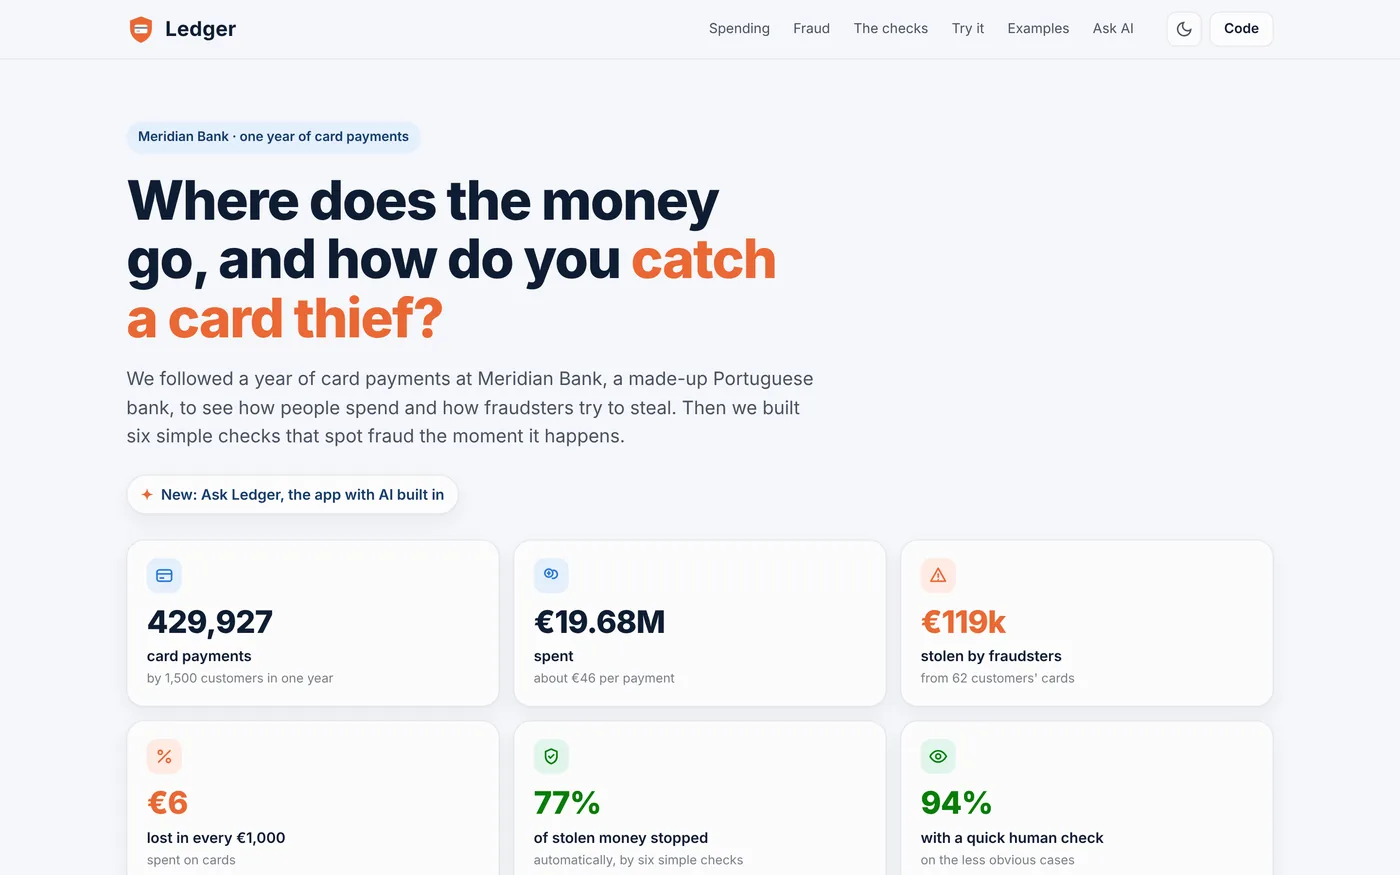 Ledger
Spending
Fraud
The checks
Try it
Examples
Ask AI
Code
Meridian Bank · one year of card payments
Where does the money
go, and how do you catch
a card thief?
We followed a year of card payments at Meridian Bank, a made-up Portuguese
bank, to see how people spend and how fraudsters try to steal. Then we built
six simple checks that spot fraud the moment it happens.
New: Ask Ledger, the app with AI built in
429,927
card payments
by 1,500 customers in one year
€19.68M
spent
about €46 per payment
€119k
stolen by fraudsters
from 62 customers' cards
€6
lost in every €1,000
spent on cards
77%
of stolen money stopped
automatically, by six simple checks
94%
with a quick human check
on the less obvious cases